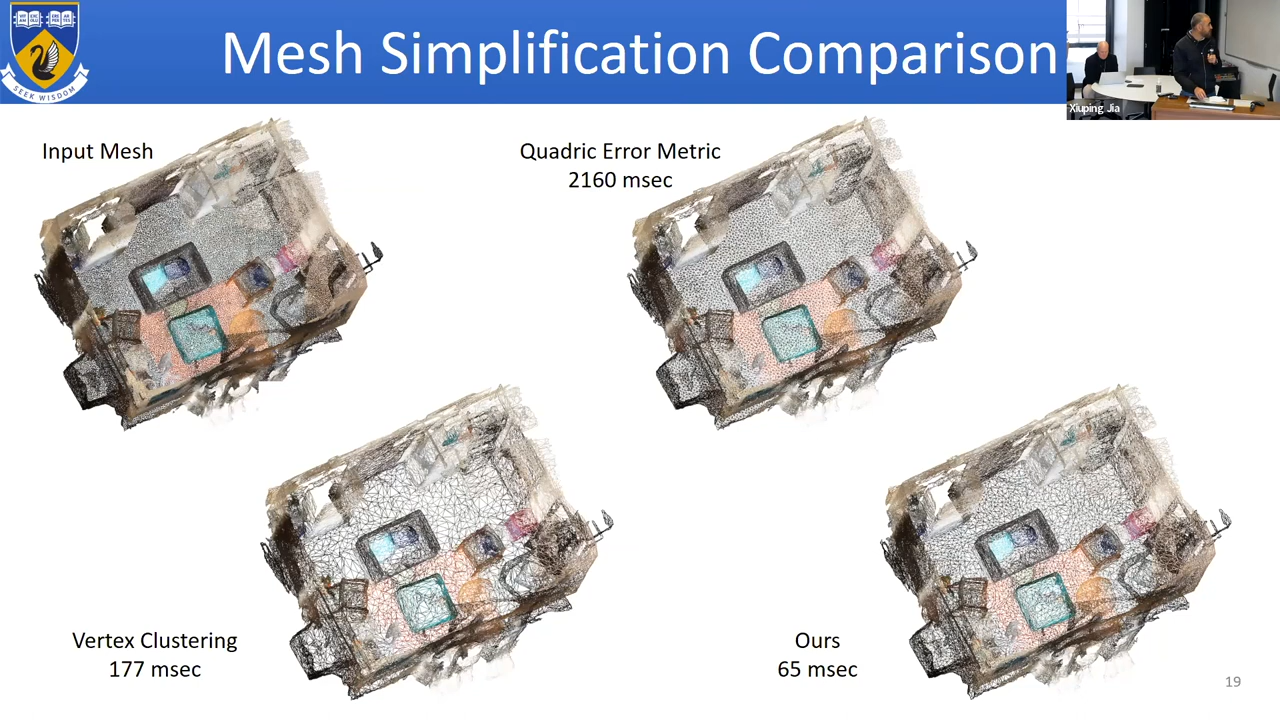 Mesh Simplification Comparison
SEEK WISDOM
Xiuping Jia
Input Mesh
Quadric Error Metric
2160 msec
Vertex Clustering
177 msec
Ours
65 msec
19